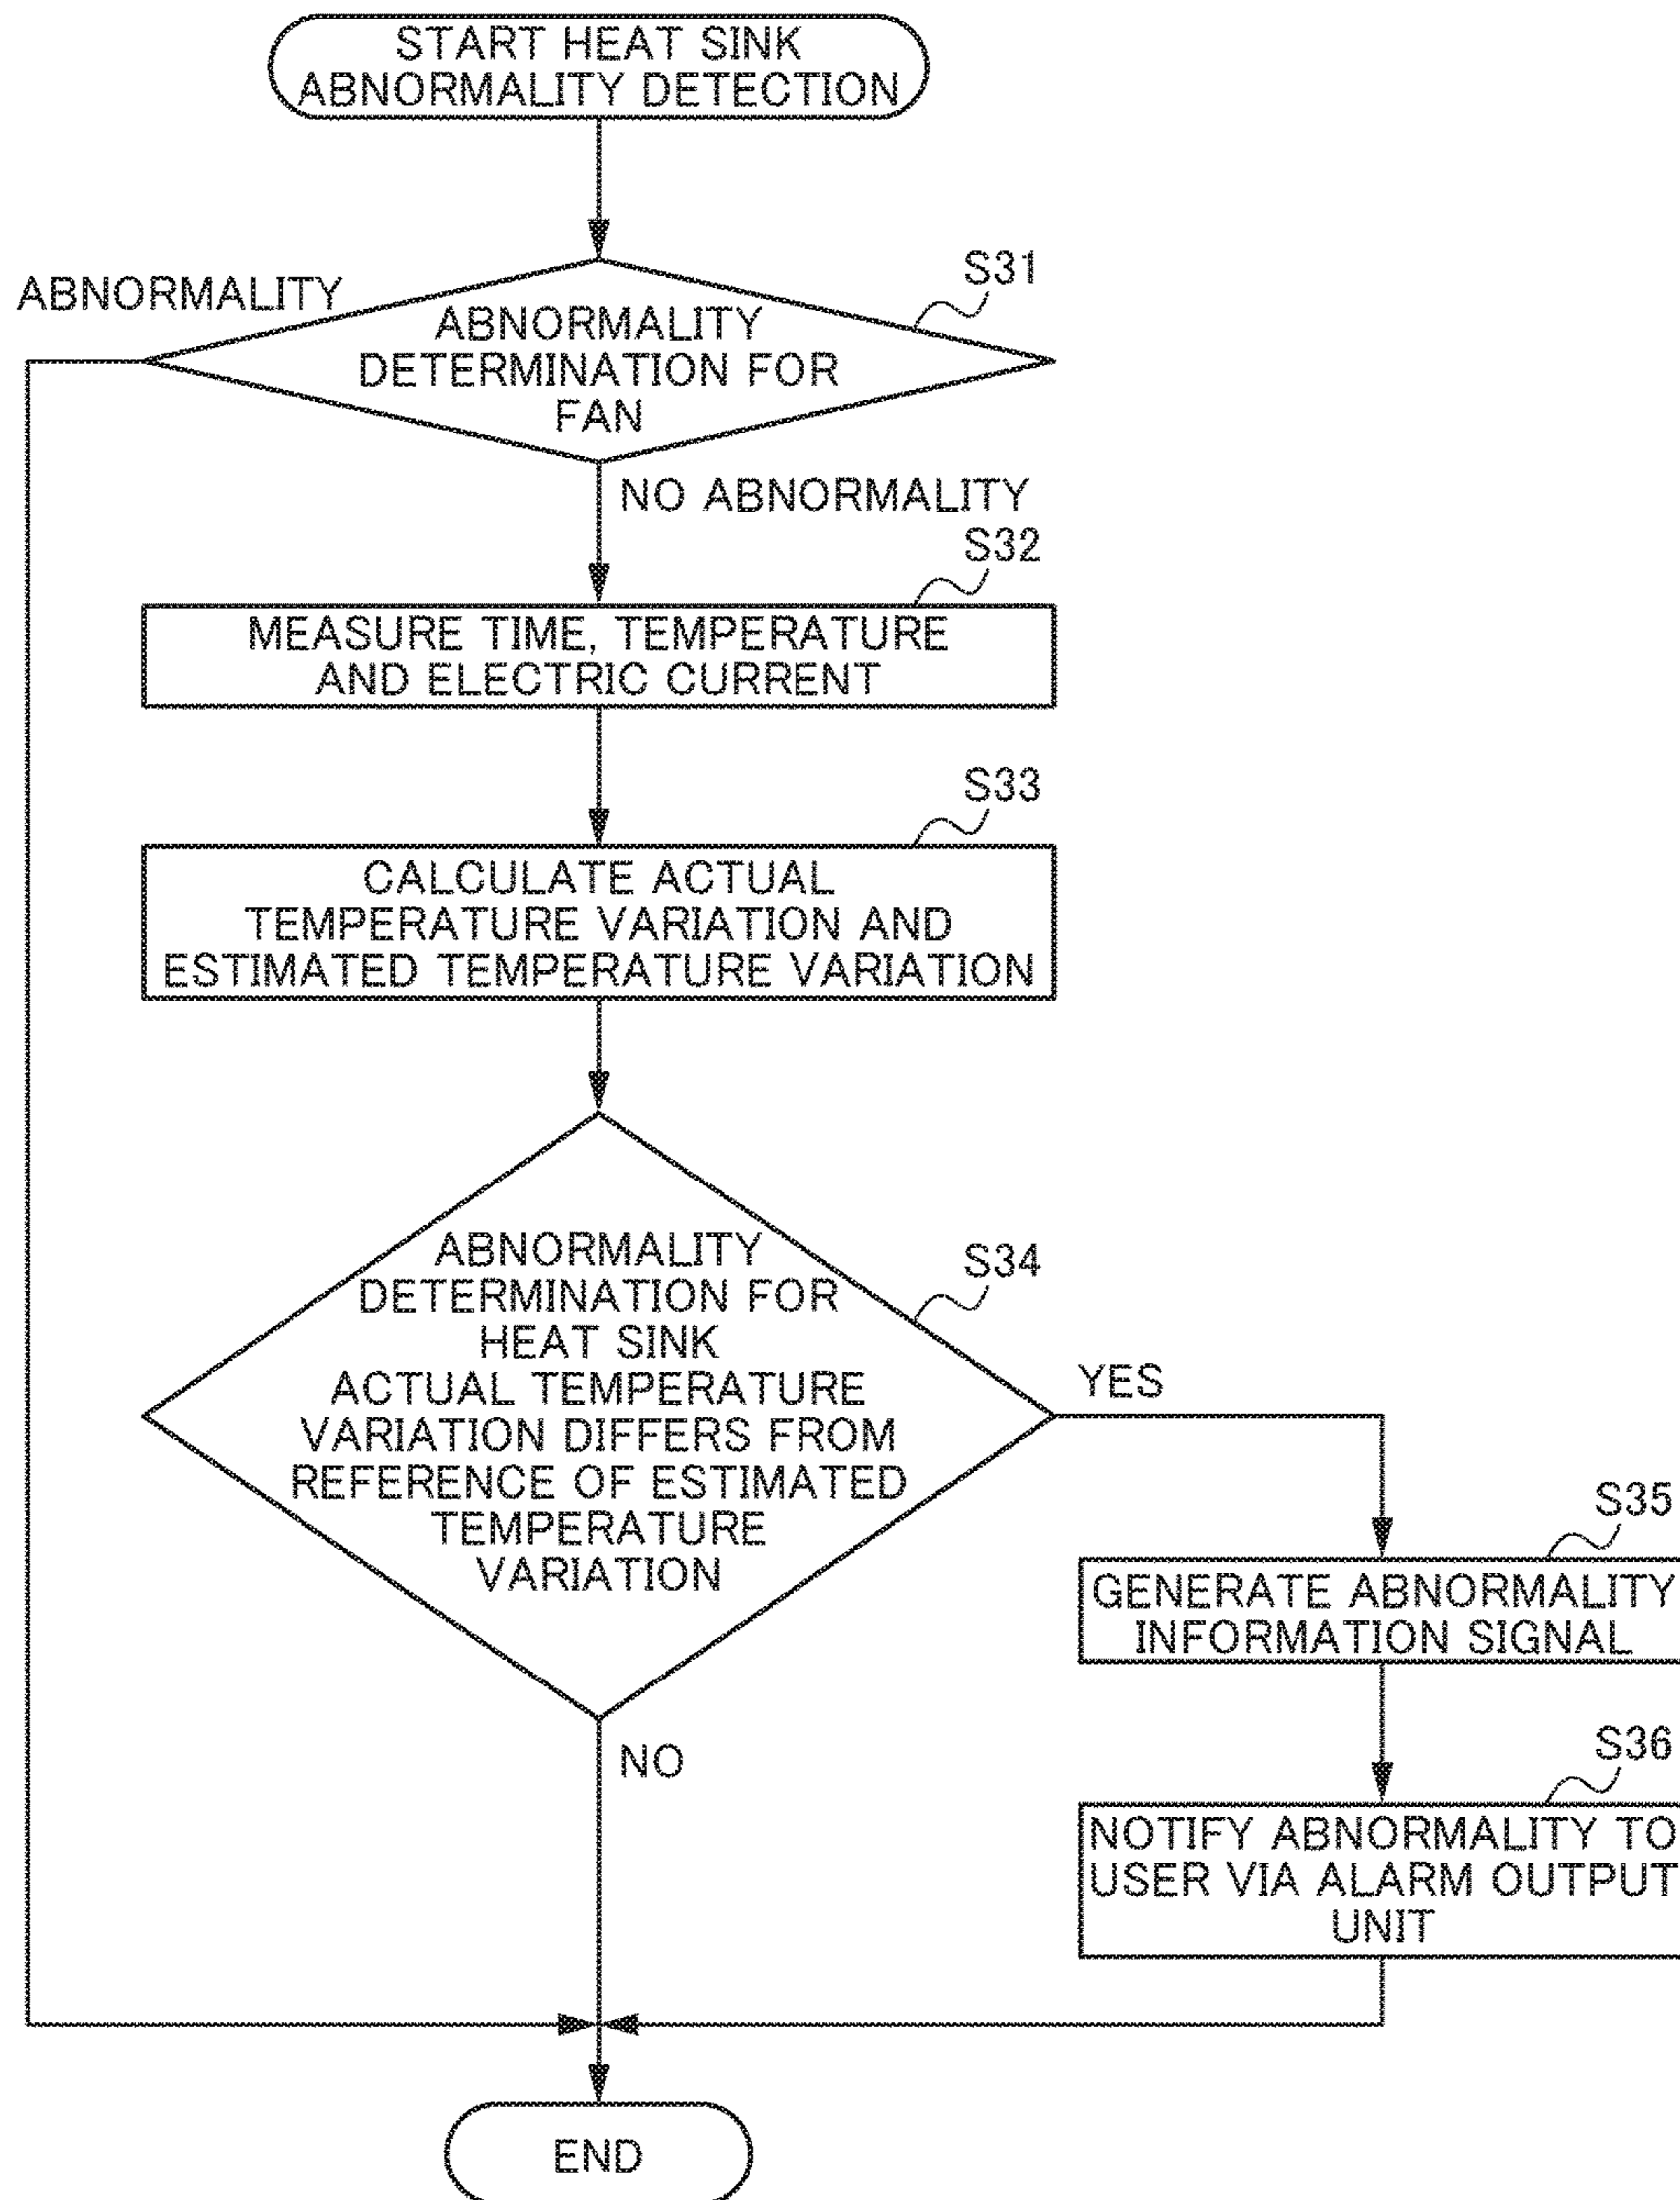 START HEAT SINK
ABNORMALITY DETECTION
S31
ABNORMALITY
ABNORMALITY
DETERMINATION FOR
FAN
NO ABNORMALITY
S32
MEASURE TIME, TEMPERATURE
AND ELECTRIC CURRENT
S33
CALCULATE ACTUAL
TEMPERATURE VARIATION AND
ESTIMATED TEMPERATURE VARIATION
S34
ABNORMALITY
DETERMINATION FOR
HEAT SINK
ACTUAL TEMPERATURE
VARIATION DIFFERS FROM
REFERENCE OF ESTIMATED
TEMPERATURE
VARIATION
YES
S35
GENERATE ABNORMALITY
INFORMATION SIGNAL
NO
S36
NOTIFY ABNORMALITY TO
USER VIA ALARM OUTPUT
UNIT
END